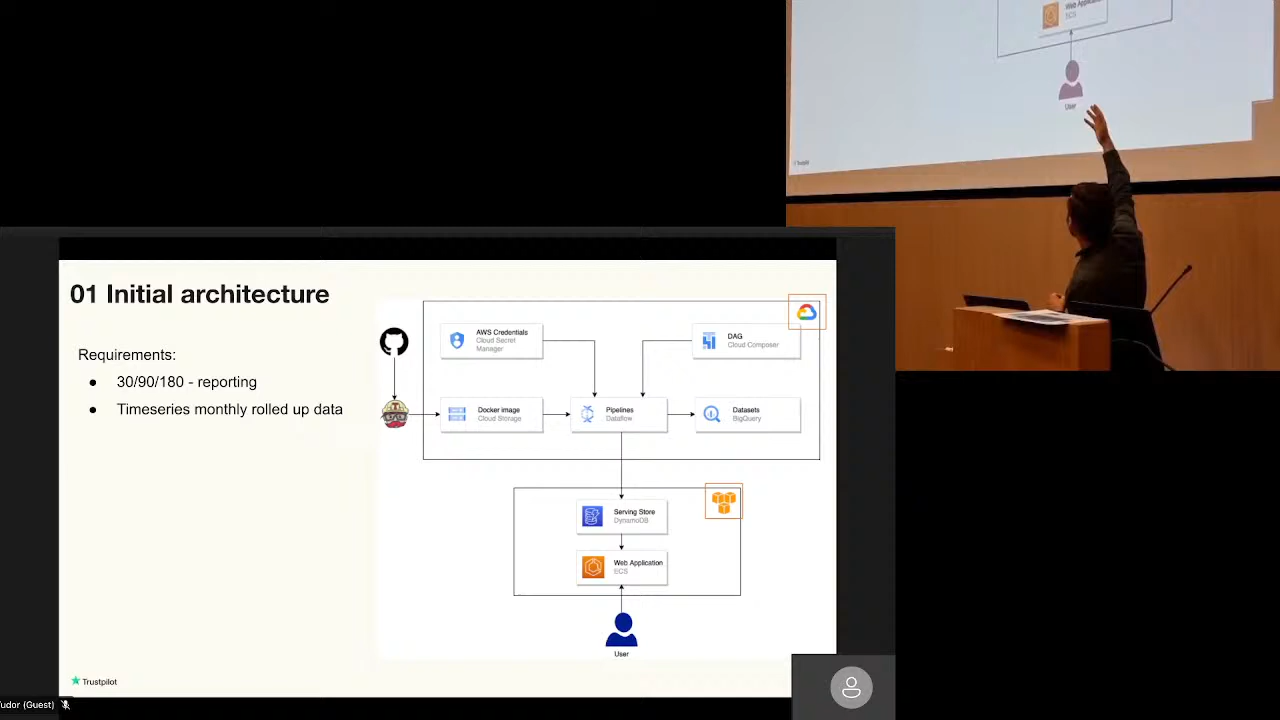 Web Application
ECS
User
Trustpilot
01 Initial architecture
Requirements:
● 30/90/180 - reporting
● Timeseries monthly rolled up data
AWS Credentials
Cloud Secret
Manager
DAG
Cloud Composer
Docker image
Cloud Storage
Pipelines
Dataflow
Datasets
BigQuery
Serving Store
DynamoDB
Web Application
ECS
User
Trustpilot
Tudor (Guest)